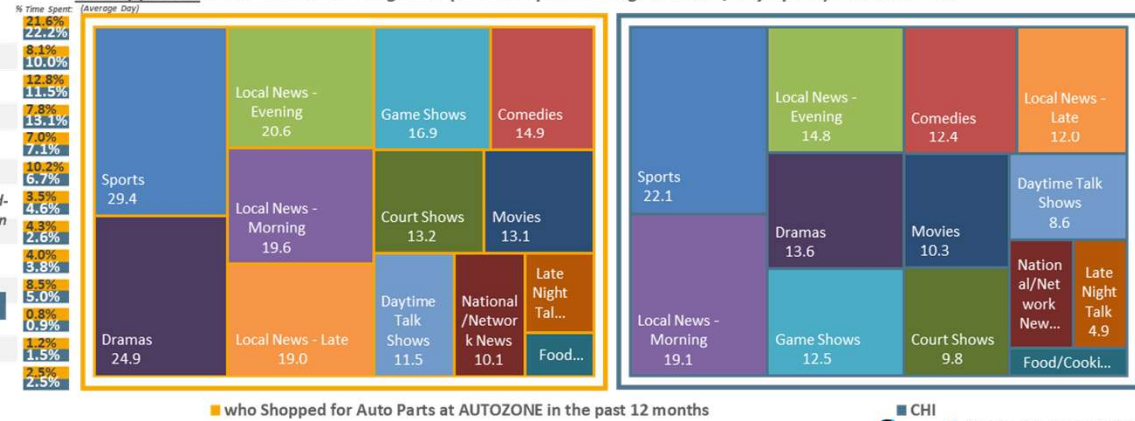 % Time Spent: (Average Day)
21.6%
22.2%
8.1%
10.0%
12.8%
11.5%
7.8%
13.1%
7.0%
7.1%
10.2%
6.7%
3.5%
4.6%
4.3%
2.6%
4.0%
3.8%
8.5%
5.0%
0.8%
0.9%
1.2%
1.5%
2.5%
2.5%
Sports
29.4
Dramas
24.9
Local News -
Evening
20.6
Local News -
Morning
19.6
Local News - Late
19.0
Game Shows
16.9
Comedies
14.9
Court Shows
13.2
Movies
13.1
Daytime
Talk
Shows
11.5
National
/Networ
k News
10.1
Late
Night
Tal...
Food...
Sports
22.1
Local News -
Morning
19.1
Local News -
Evening
14.8
Dramas
13.6
Game Shows
12.5
Comedies
12.4
Local News -
Late
12.0
Movies
10.3
Court Shows
9.8
Daytime Talk
Shows
8.6
Nation
al/Net
work
New...
Late
Night
Talk
4.9
Food/Cooki...
who Shopped for Auto Parts at AUTOZONE in the past 12 months
CHI